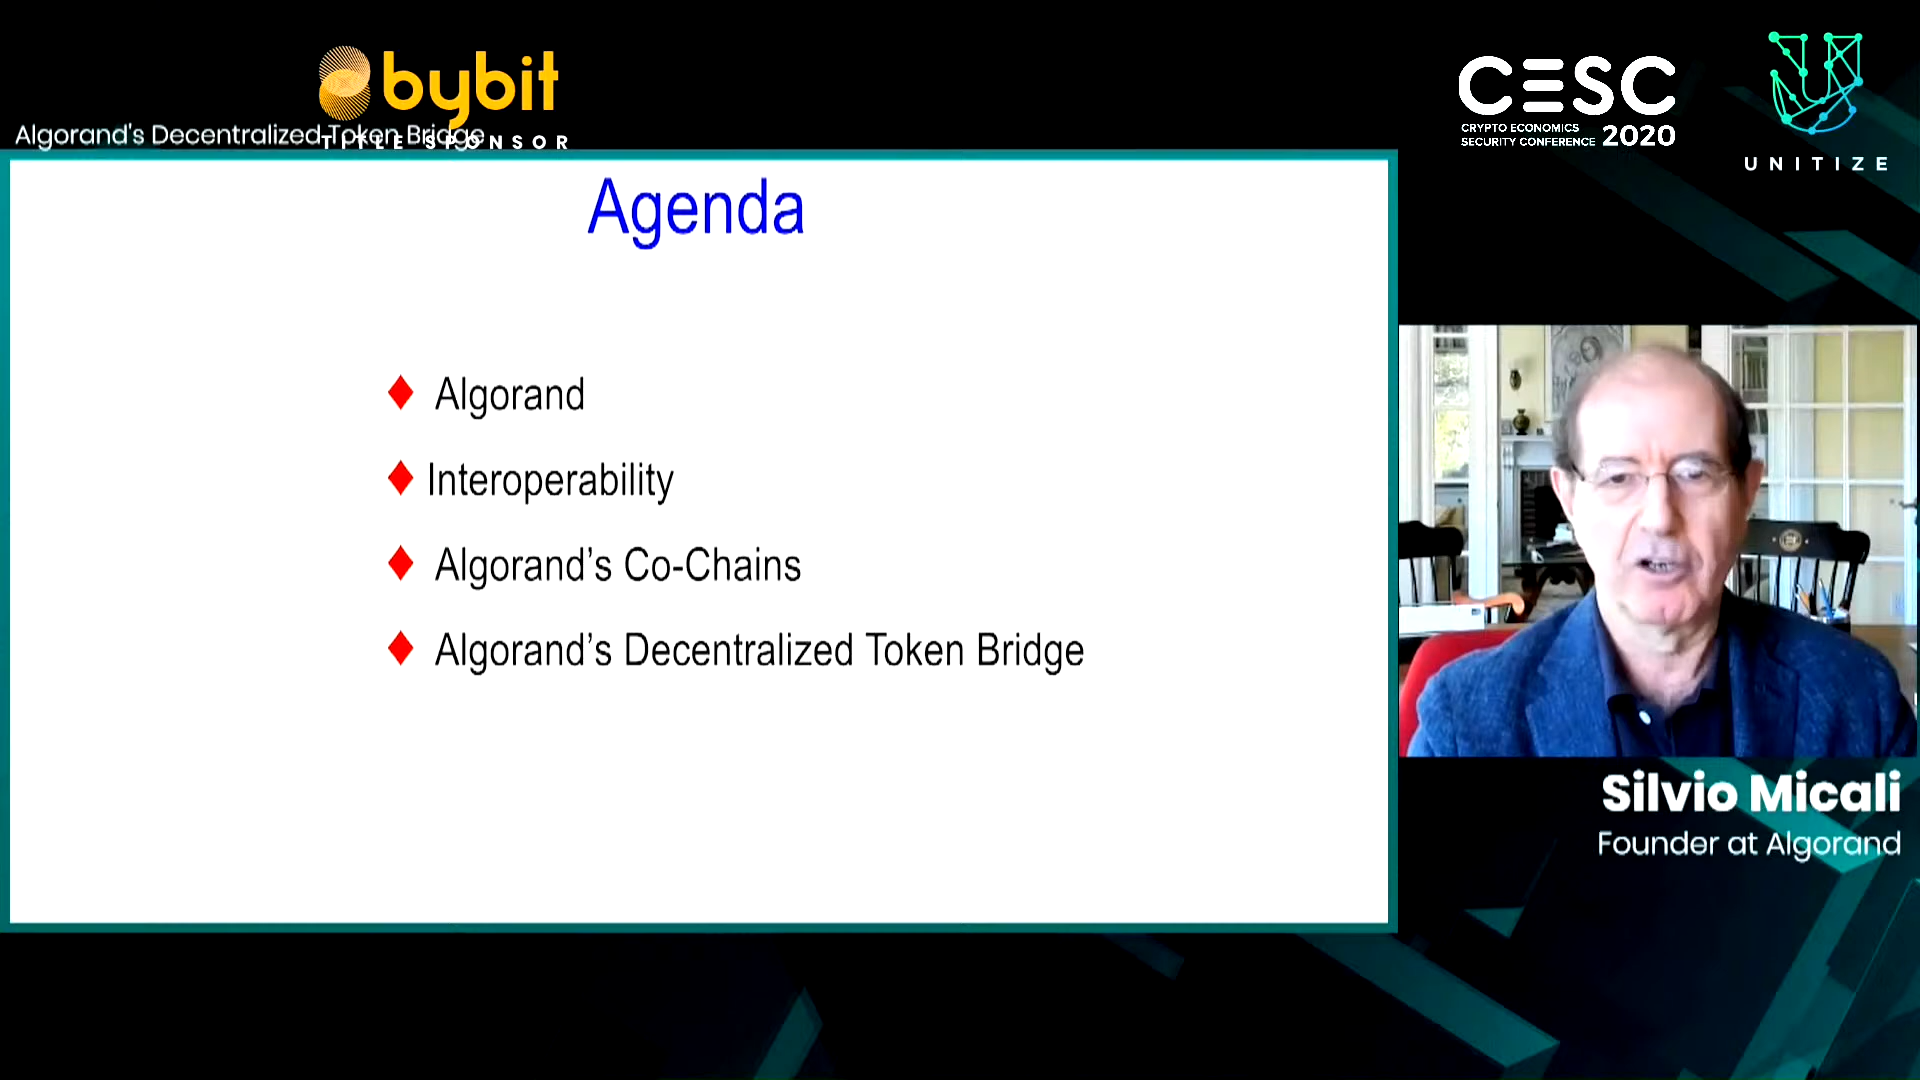 bybit
TITLE SPONSOR
Algorand's Decentralized Token Bridge
CESC
CRYPTO ECONOMICS
SECURITY CONFERENCE 2020
UNITIZE
Agenda
Algorand
Interoperability
Algorand’s Co-Chains
Algorand’s Decentralized Token Bridge
Silvio Micali
Founder at Algorand